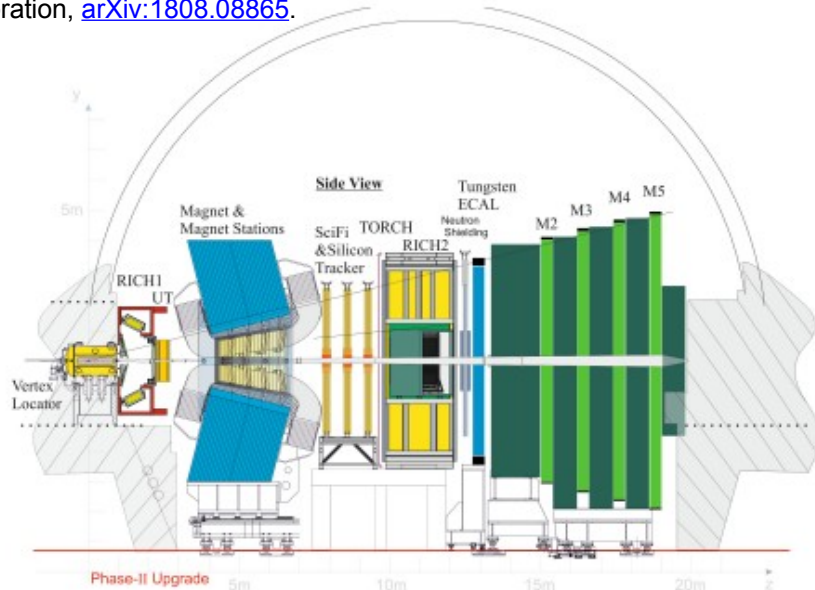 eration, arXiv:1808.08865.
y
5m
Side View
Magnet &
Magnet Stations
SciFi
&Silicon
Tracker
TORCH
RICH2
Neutron
Shielding
Tungsten
ECAL
M2
M3
M4
M5
RICH1
UT
Vertex
Locator
Phase-II Upgrade
5m
10m
15m
20m
z